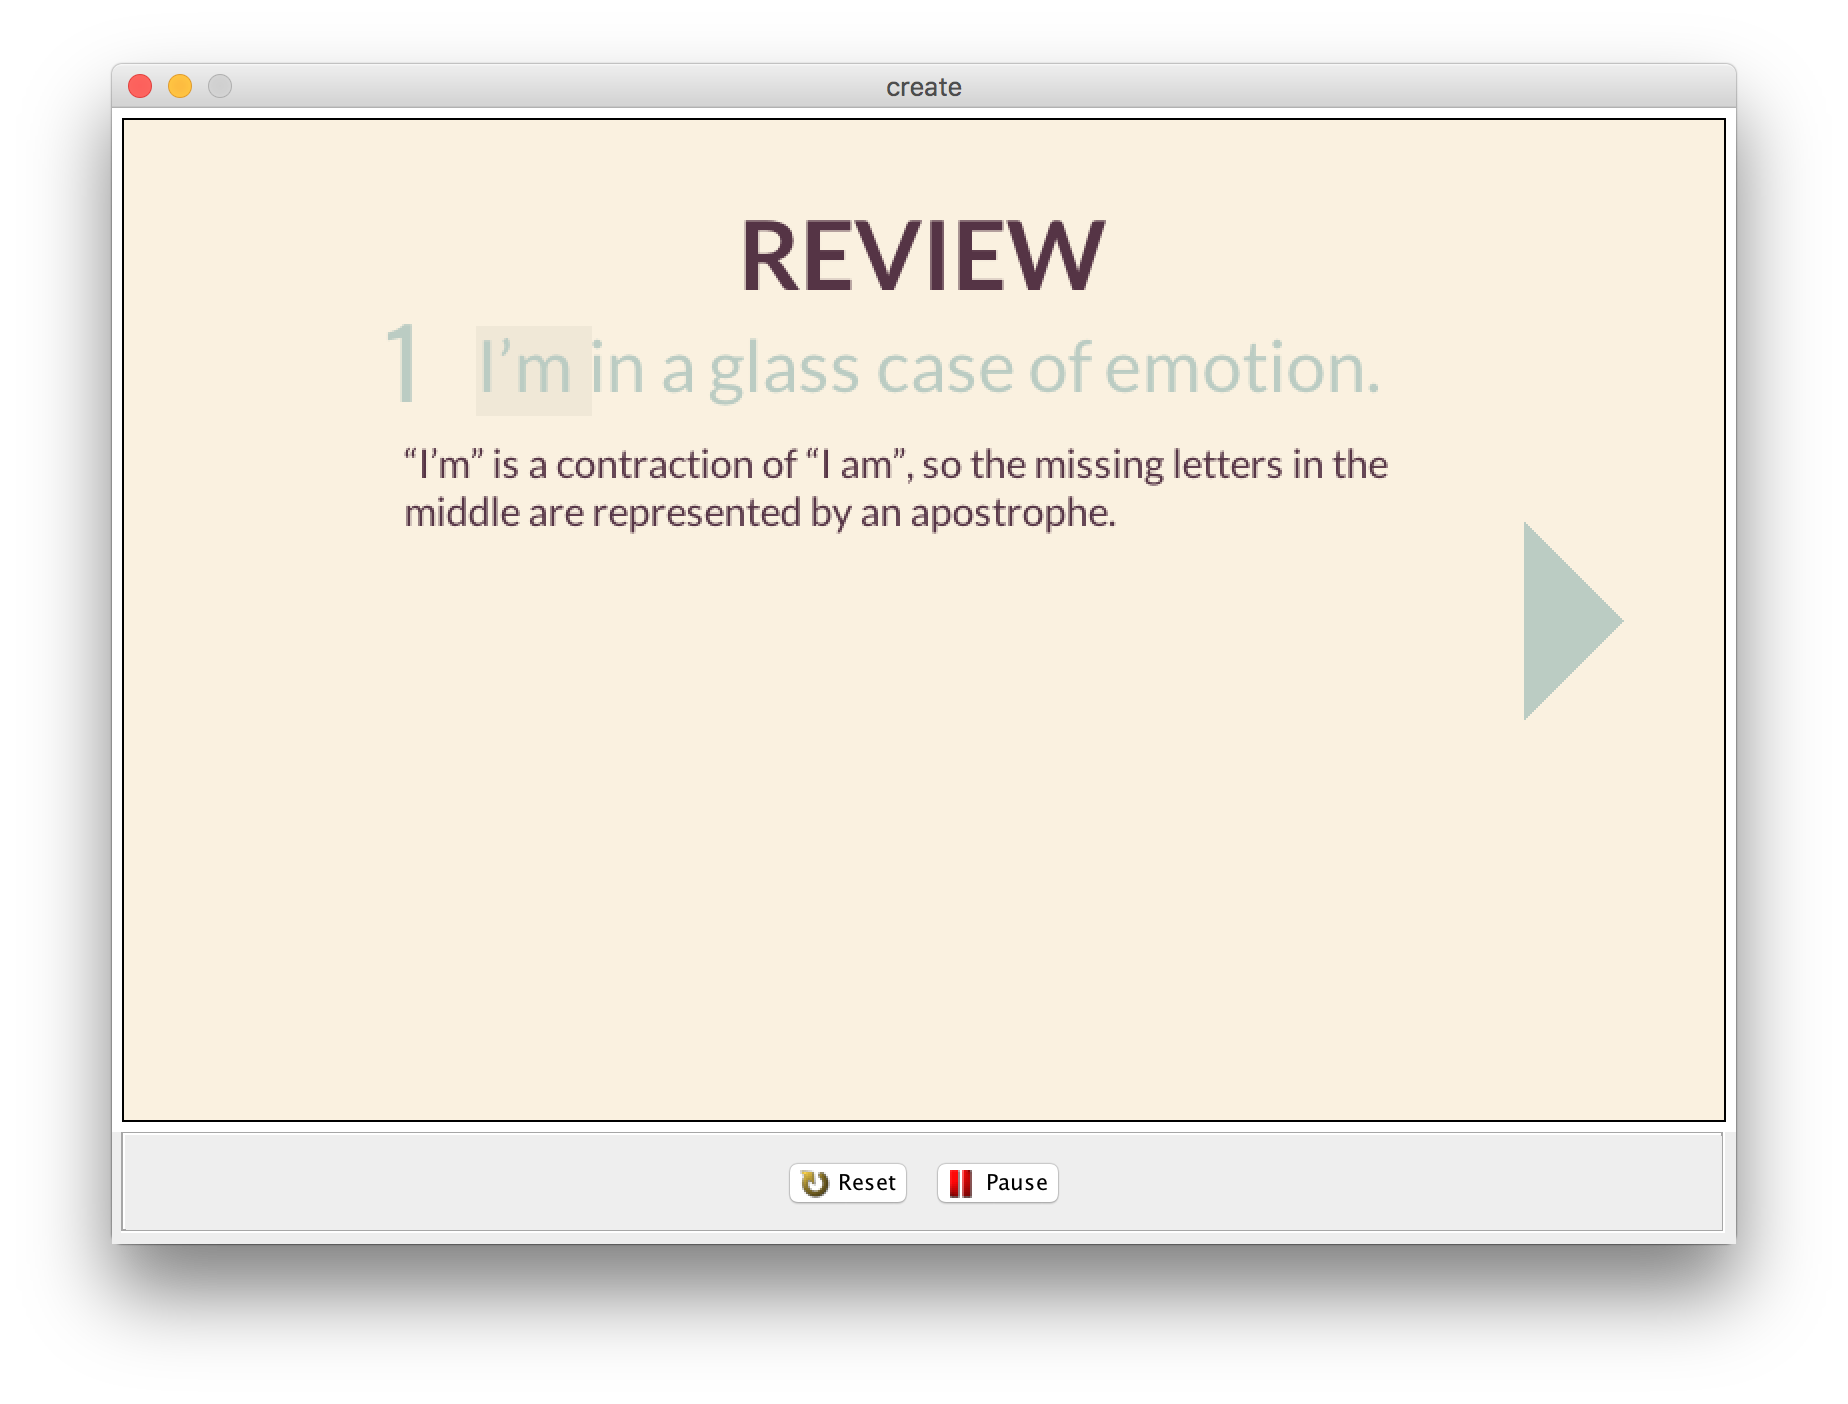 create
REVIEW
1 I’m in a glass case of emotion.
“I’m” is a contraction of “I am”, so the missing letters in the
middle are represented by an apostrophe.
Reset Pause